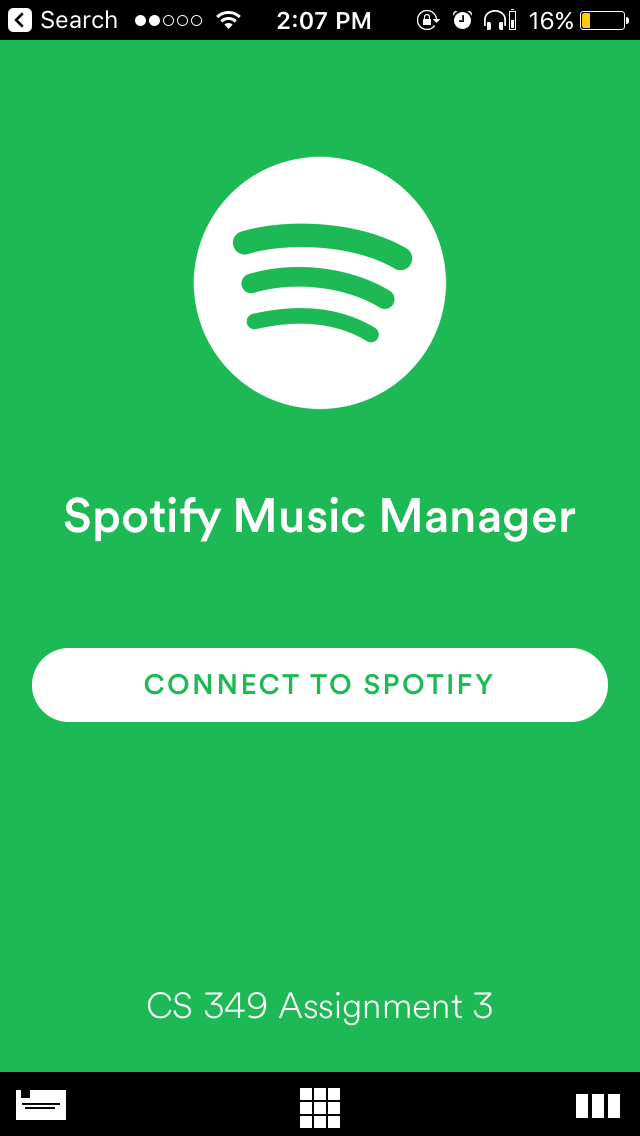 Search 2:07 PM 16%
Spotify Music Manager
CONNECT TO SPOTIFY
CS 349 Assignment 3